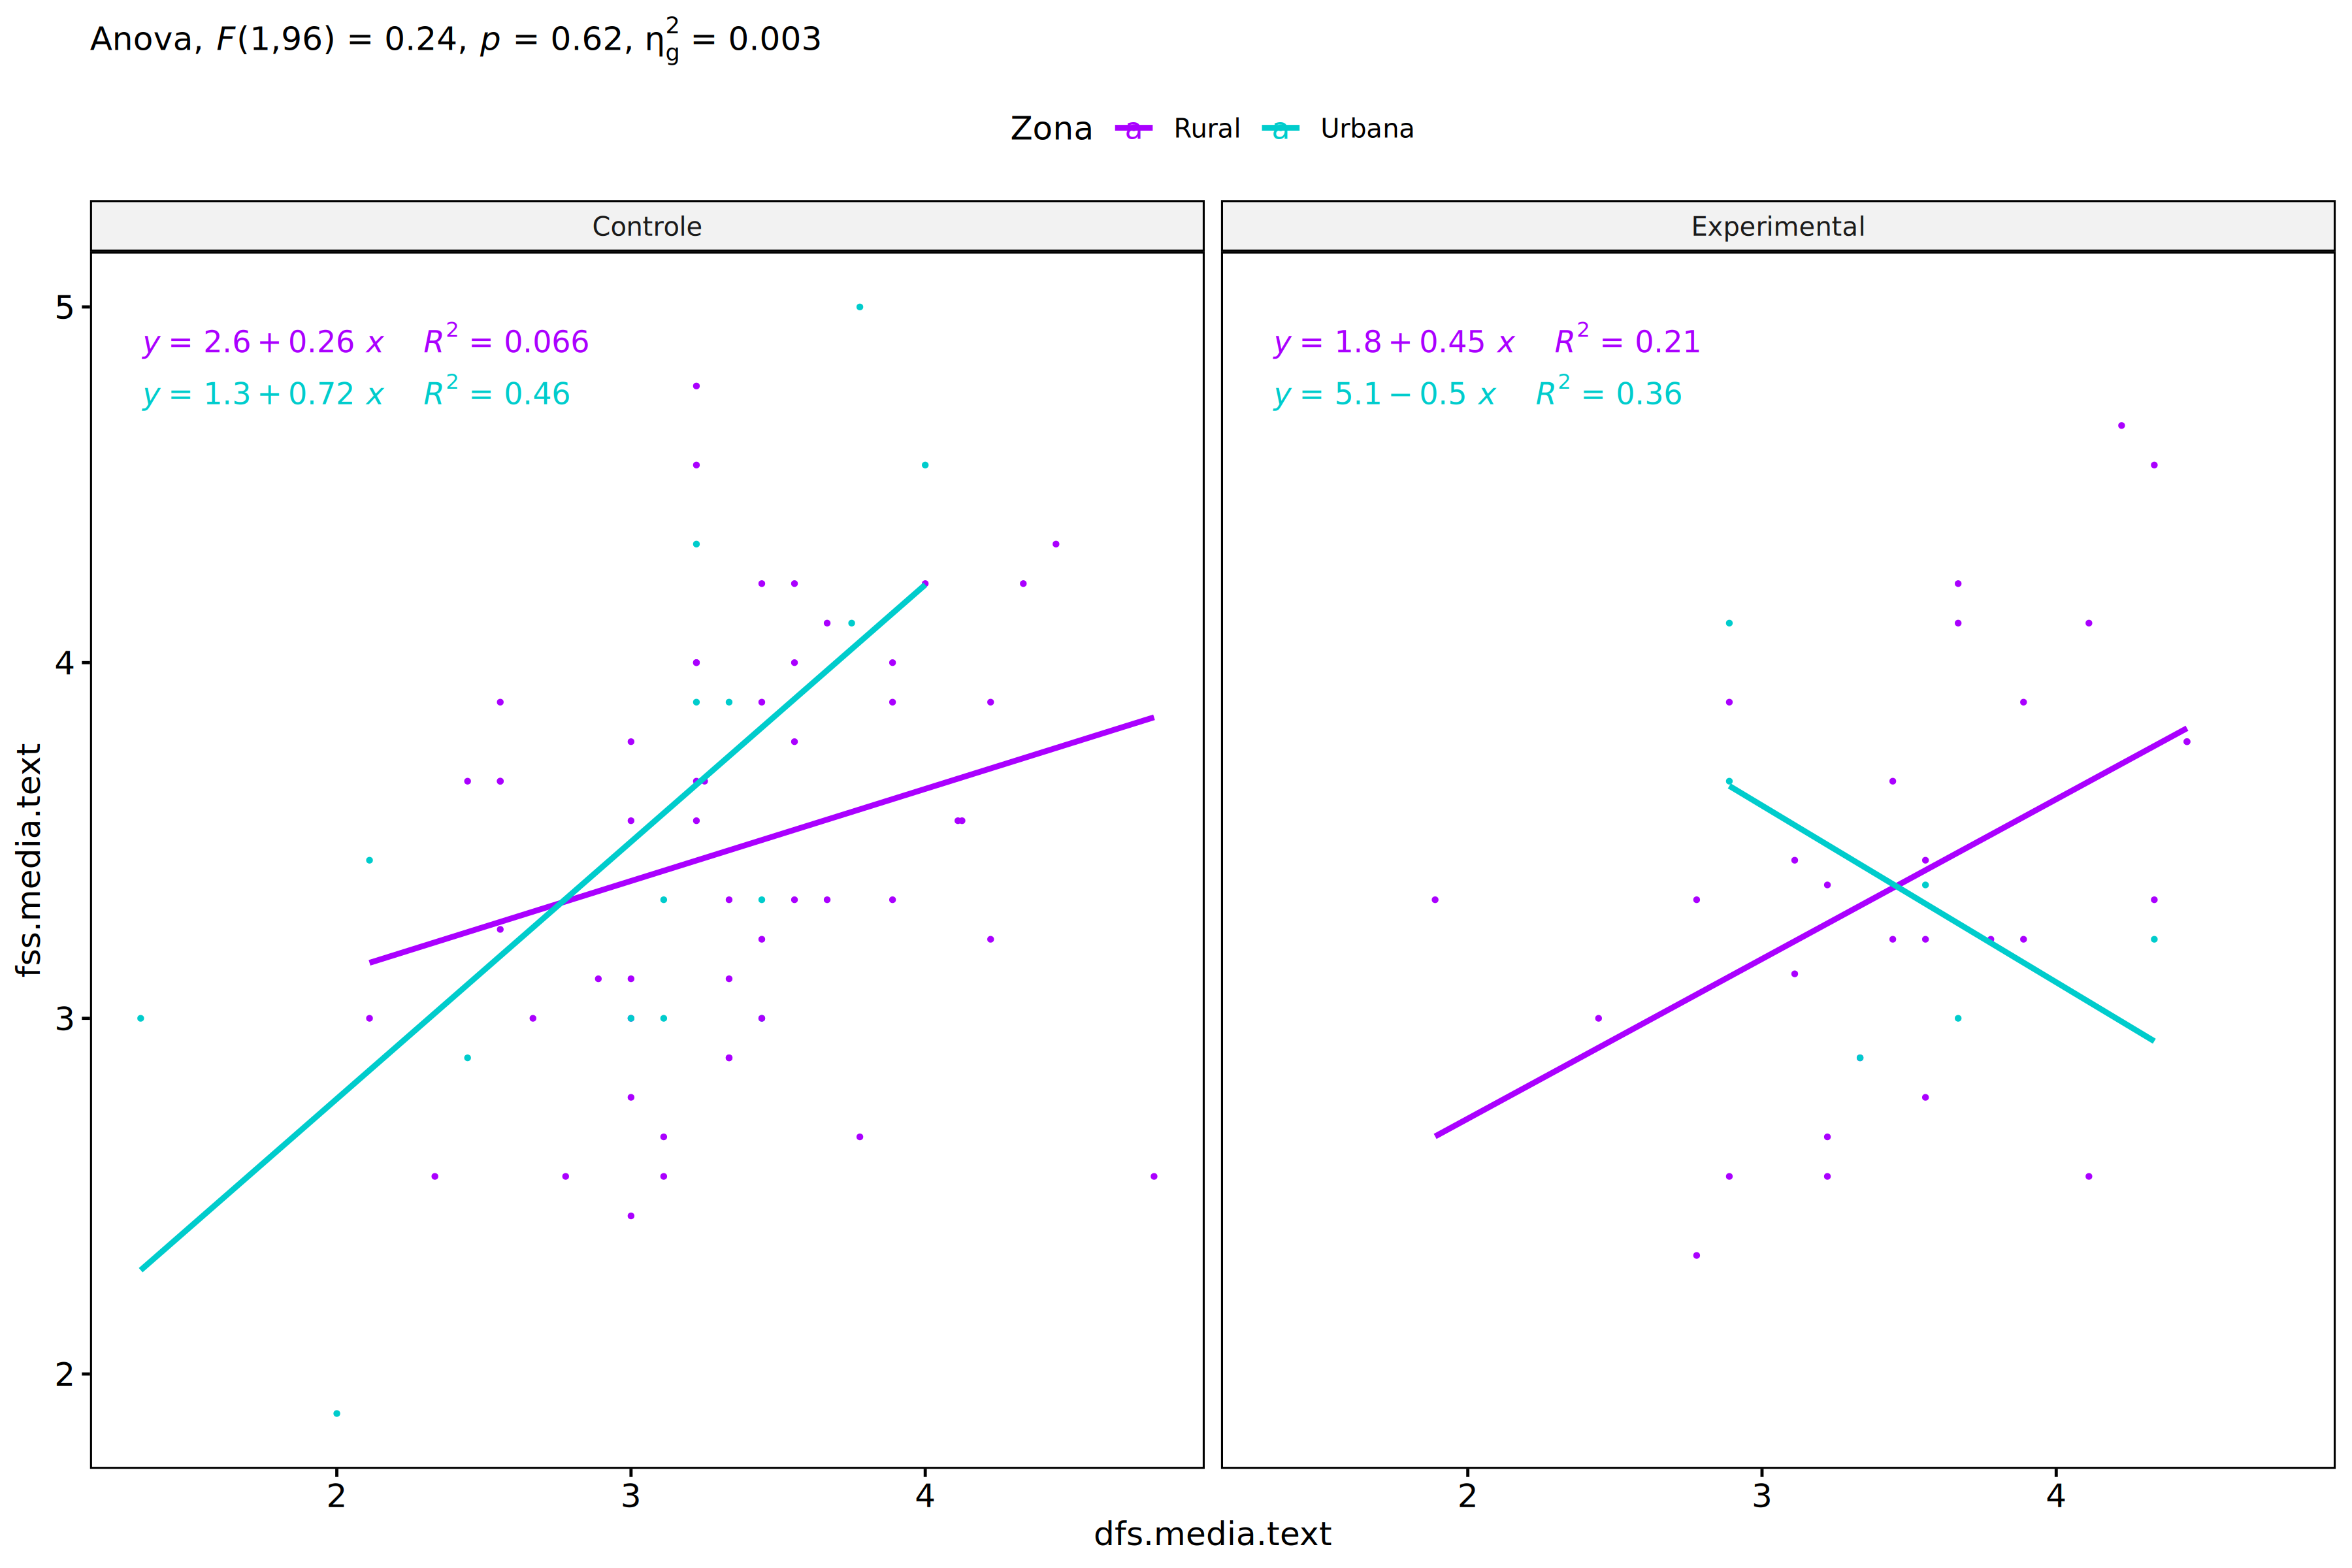 Anova, F(1,96) = 0.24, p = 0.62, η²g = 0.003
Zona a Rural a Urbana
Controle
Experimental
y = 2.6 + 0.26 x R² = 0.066
y = 1.3 + 0.72 x R² = 0.46
y = 1.8 + 0.45 x R² = 0.21
y = 5.1 − 0.5 x R² = 0.36
5
4
3
2
fss.media.text
2 3 4
2 3 4
dfs.media.text